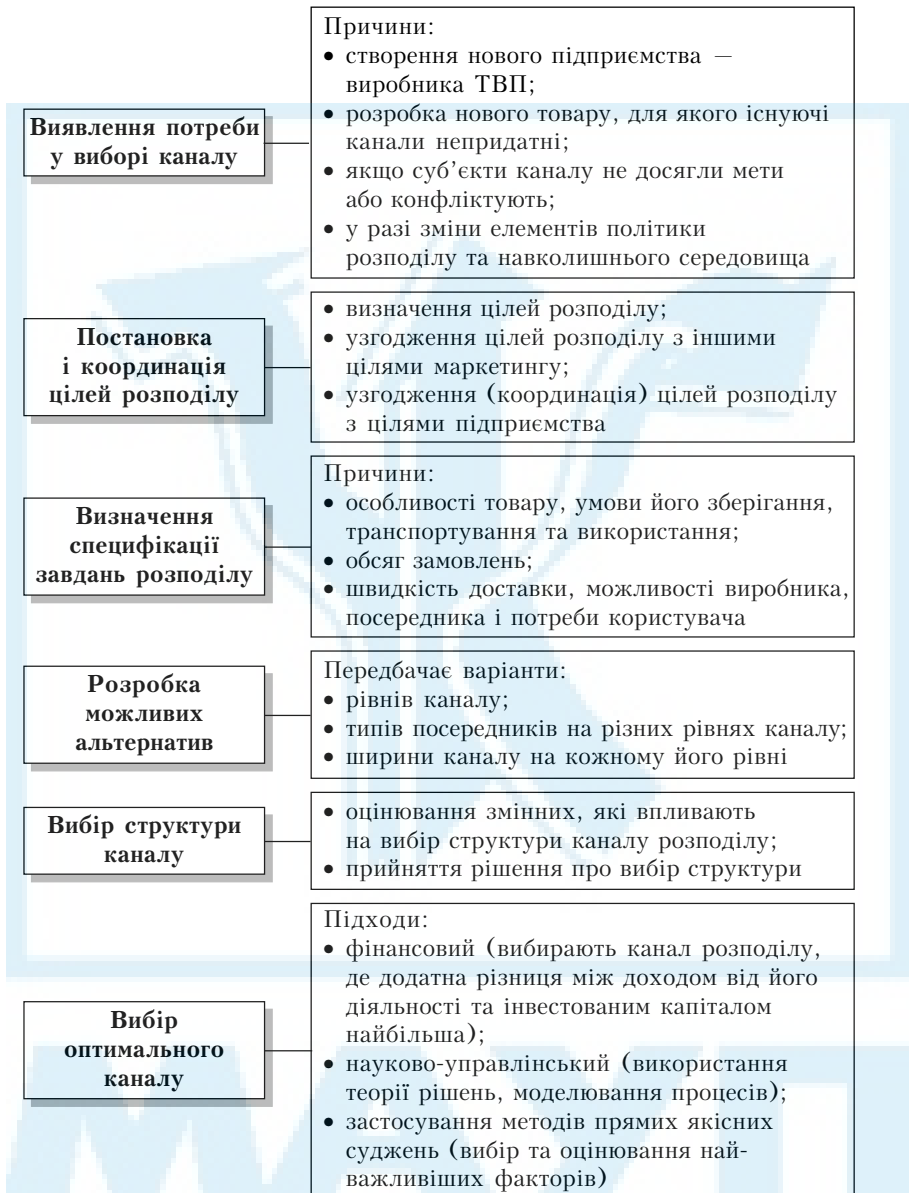 Причини:
• створення нового підприємства —
виробника ТВП;
• розробка нового товару, для якого існуючі
канали непридатні;
• якщо суб’єкти каналу не досягли мети
або конфліктують;
• у разі зміни елементів політики
розподілу та навколишнього середовища
Виявлення потреби
у виборі каналу
• визначення цілей розподілу;
• узгодження цілей розподілу з іншими
цілями маркетингу;
• узгодження (координація) цілей розподілу
з цілями підприємства
Постановка
і координація
цілей розподілу
Причини:
• особливості товару, умови його зберігання,
транспортування та використання;
• обсяг замовлень;
• швидкість доставки, можливості виробника,
посередника і потреби користувача
Визначення
специфікації
завдань розподілу
Передбачає варіанти:
• рівнів каналу;
• типів посередників на різних рівнях каналу;
• ширини каналу на кожному його рівні
Розробка
можливих
альтернатив
• оцінювання змінних, які впливають
на вибір структури каналу розподілу;
• прийняття рішення про вибір структури
Вибір структури
каналу
Підходи:
• фінансовий (вибирають канал розподілу,
де додатна різниця між доходом від його
діяльності та інвестованим капіталом
найбільша);
• науково-управлінський (використання
теорії рішень, моделювання процесів);
• застосування методів прямих якісних
суджень (вибір та оцінювання най-
важливіших факторів)
Вибір
оптимального
каналу
МАУП